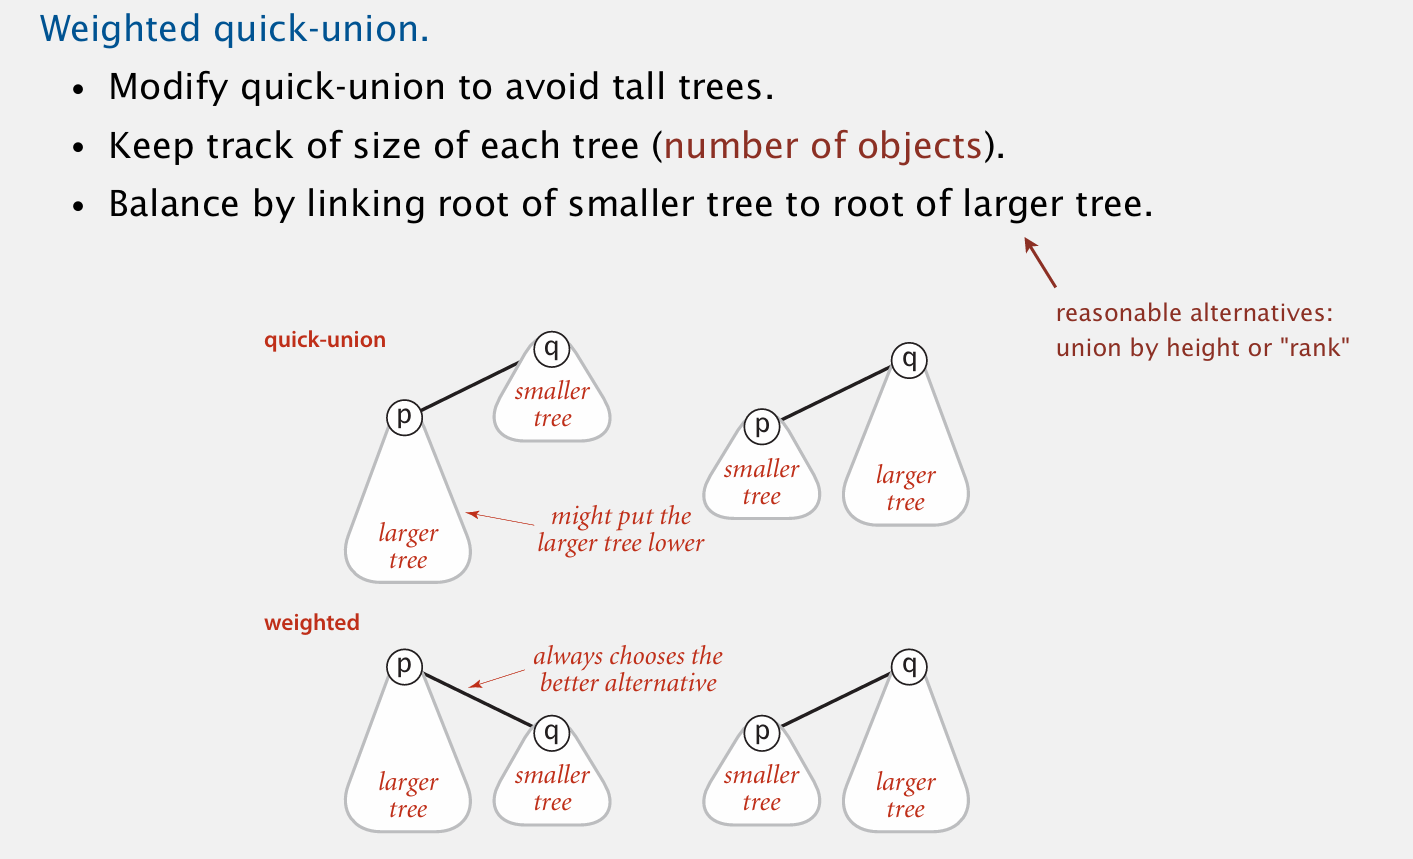 Weighted quick-union.
• Modify quick-union to avoid tall trees.
• Keep track of size of each tree (number of objects).
• Balance by linking root of smaller tree to root of larger tree.
reasonable alternatives:
union by height or "rank"
quick-union
q
smaller
tree
p
larger
tree
might put the
larger tree lower
q
p
smaller
tree
larger
tree
weighted
p
always chooses the
better alternative
q
larger
tree
smaller
tree
q
p
smaller
tree
larger
tree